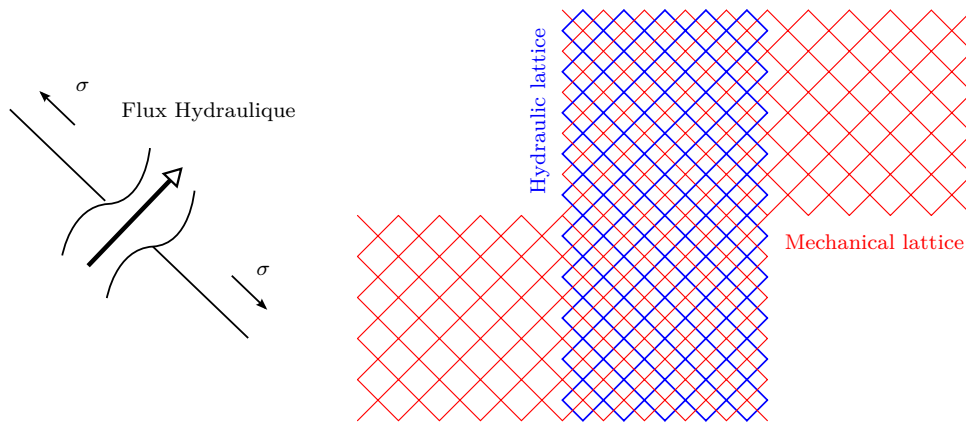 σ
Flux Hydraulique
σ
Hydraulic lattice
Mechanical lattice